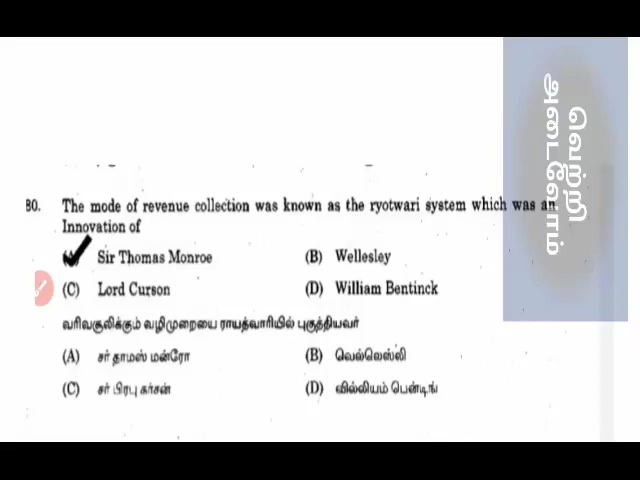 80. The mode of revenue collection was known as the ryotwari system which was an
Innovation of
Sir Thomas Monroe (B) Wellesley
(C) Lord Curson (D) William Bentinck
வரிவசூலிக்கும் வழிமுறையை ராயத்வாரியில் புகுத்தியவர்
(A) சர் தாமஸ் மன்ரோ (B) வெல்லெஸ்லி
(C) சர் பிரபு கர்சன் (D) வில்லியம் பென்டிங்
வெற்றி
அடைவோம்